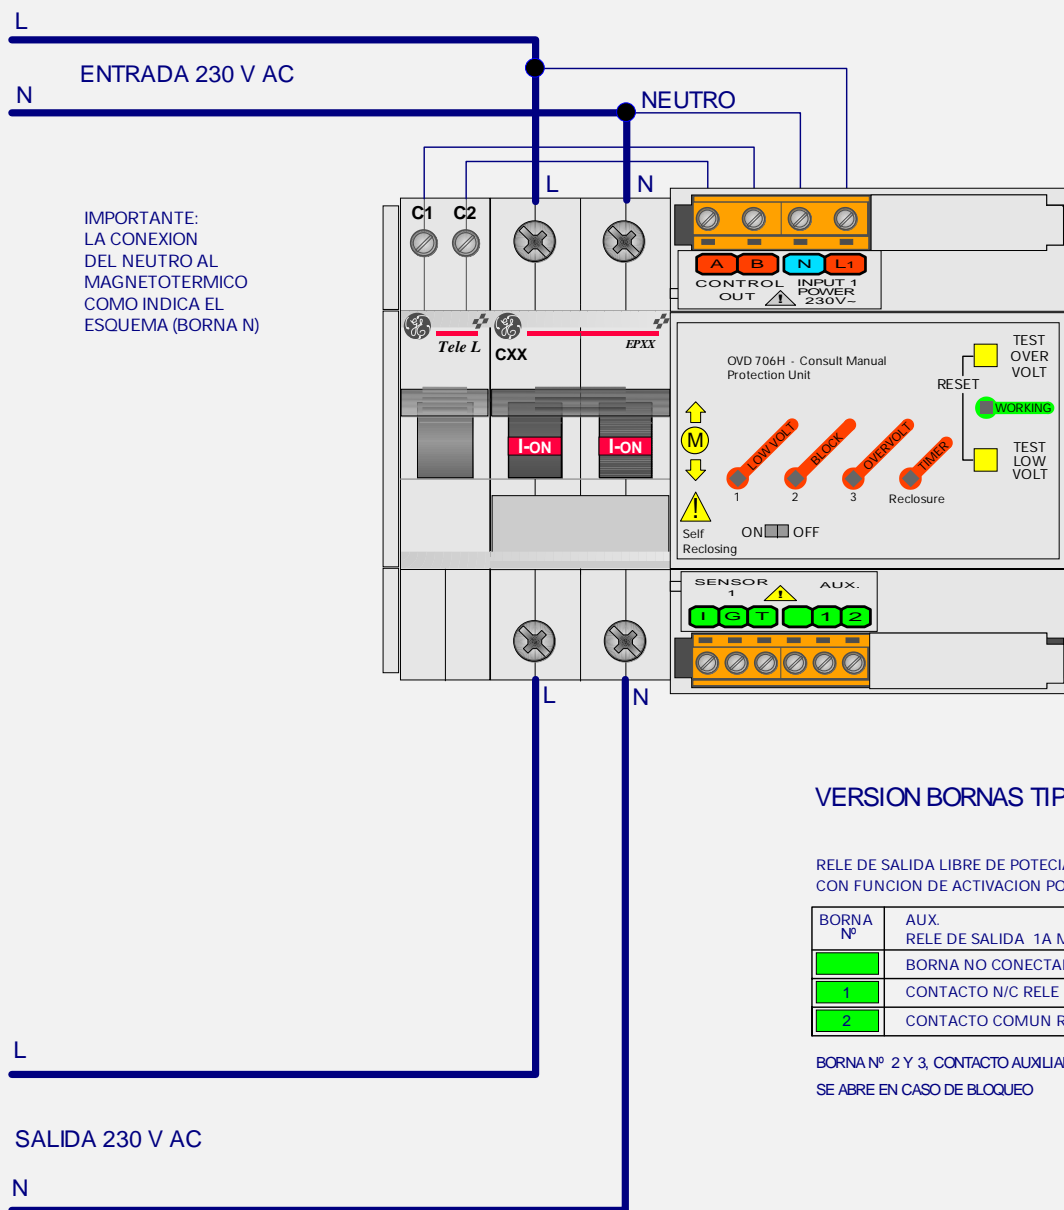 L
ENTRADA 230 V AC
N
NEUTRO
L
N
IMPORTANTE:
LA CONEXION
DEL NEUTRO AL
MAGNETOTERMICO
COMO INDICA EL
ESQUEMA (BORNA N)
C1
C2
A
B
N
L1
CONTROL
OUT
INPUT 1
POWER
230V~
Tele L
CXX
EPXX
I-ON
I-ON
OVD 706H - Consult Manual
Protection Unit
RESET
TEST
OVER
VOLT
WORKING
TEST
LOW
VOLT
M
LOW VOLT
BLOCK
OVERVOLT
TIMER
1
2
3
Reclosure
!
Self
Reclosing
ON
OFF
SENSOR
1
!
AUX.
I
G
T
1
2
L
N
VERSION BORNAS TIP
RELE DE SALIDA LIBRE DE POTECIA
CON FUNCION DE ACTIVACION PO
BORNA
Nº
AUX.
RELE DE SALIDA 1A M
BORNA NO CONECTA
1
CONTACTO N/C RELE
2
CONTACTO COMUN R
BORNA Nº 2 Y 3, CONTACTO AUXILIA
SE ABRE EN CASO DE BLOQUEO
L
SALIDA 230 V AC
N